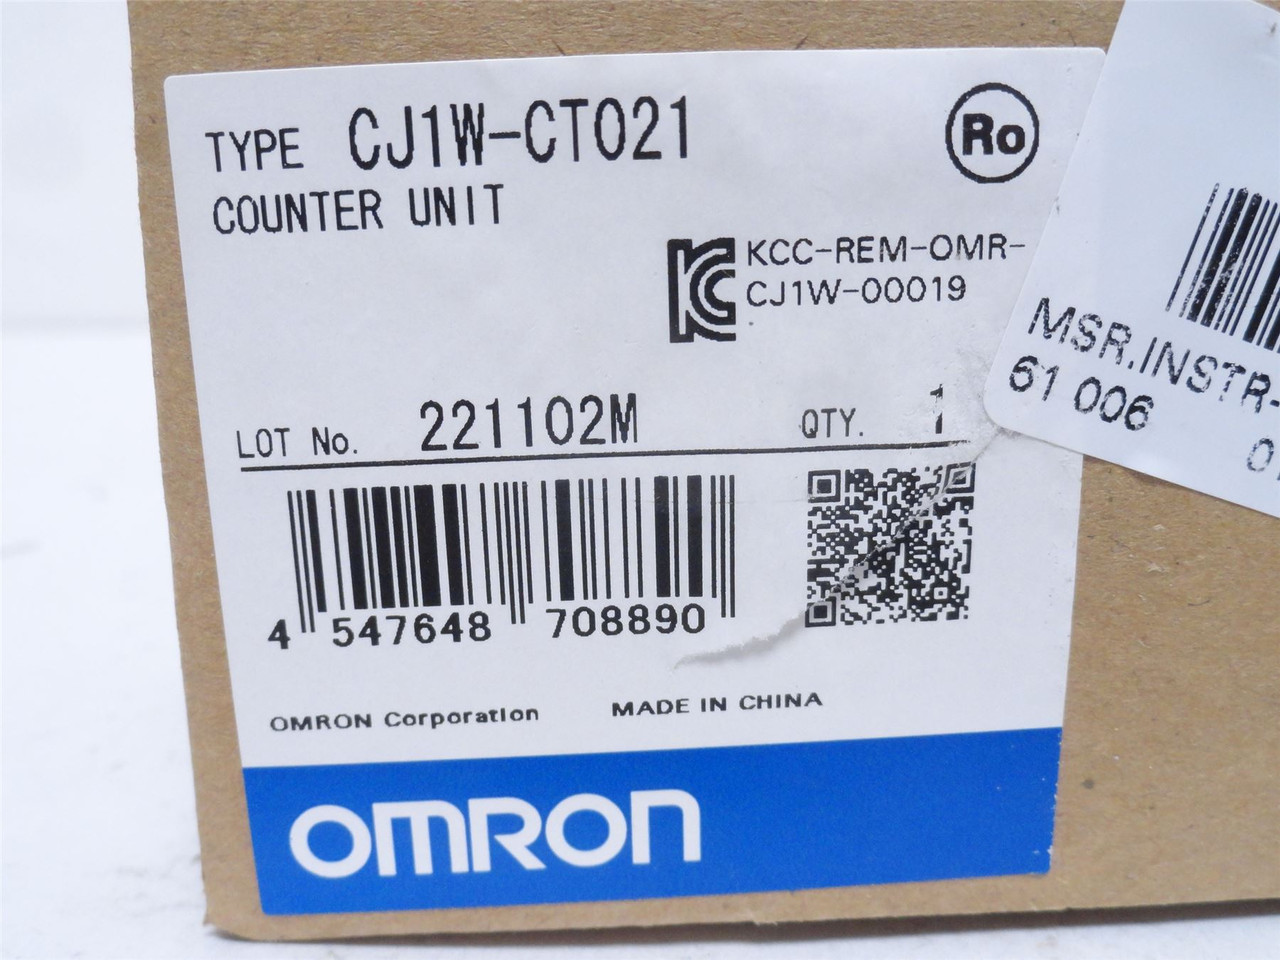 TYPE CJ1W-CT021
COUNTER UNIT
Ro
KCC-REM-OMR-
CJ1W-00019
LOT No. 221102M QTY. 1
4 547648 708890
OMRON Corporation MADE IN CHINA
OMRON
MSR.INSTR-
61 006